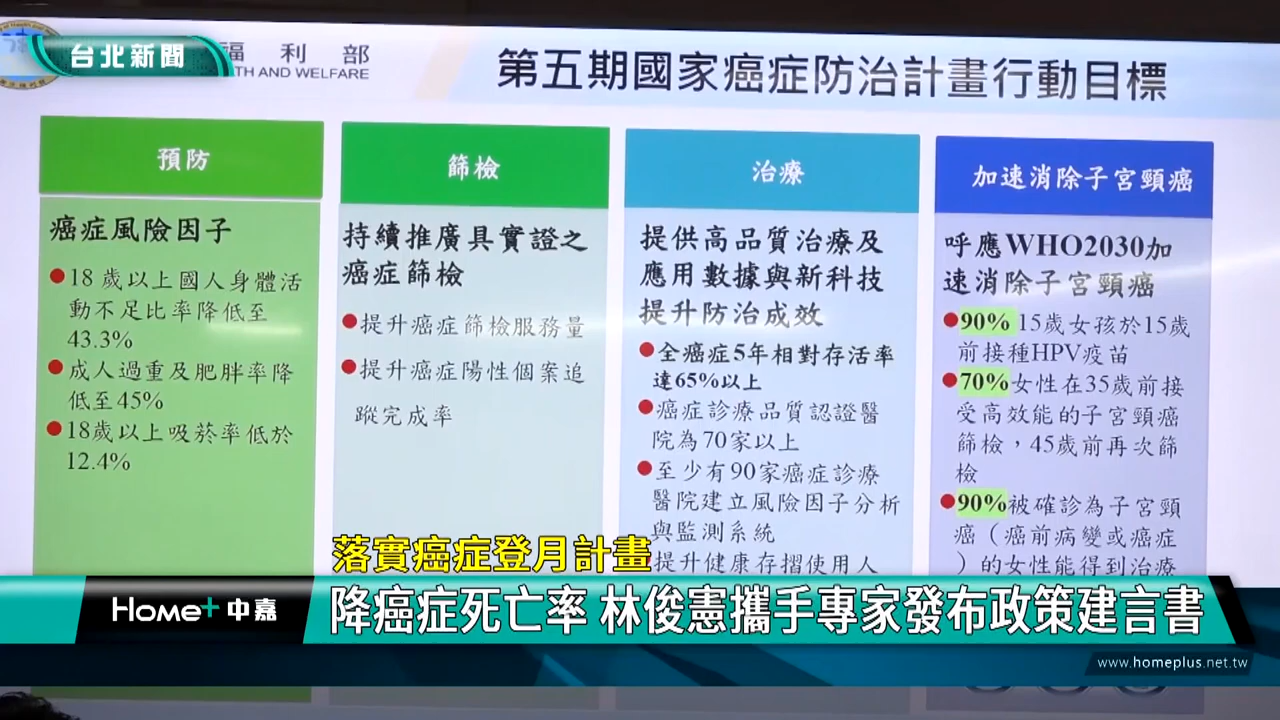 台北新聞
福利部
TH AND WELFARE
第五期國家癌症防治計畫行動目標
預防
癌症風險因子
18 歲以上國人身體活
動不足比率降低至
43.3%
成人過重及肥胖率降
低至45%
18歲以上吸菸率低於
12.4%
篩檢
持續推廣具實證之
癌症篩檢
提升癌症篩檢服務量
提升癌症陽性個案追
蹤完成率
治療
提供高品質治療及
應用數據與新科技
提升防治成效
全癌症5年相對存活率
達65%以上
癌症診療品質認證醫
院為70家以上
至少有90家癌症診療
醫院建立風險因子分析
與監測系統
提升健康存摺使用人
加速消除子宮頸癌
呼應WHO2030加
速消除子宮頸癌
90% 15歲女孩於15歲
前接種HPV疫苗
70%女性在35歲前接
受高效能的子宮頸癌
篩檢，45歲前再次篩
檢
90%被確診為子宮頸
癌（癌前病變或癌症
）的女性能得到治療
落實癌症登月計畫
Home+中嘉
降癌症死亡率 林俊憲攜手專家發布政策建言書
www.homeplus.net.tw